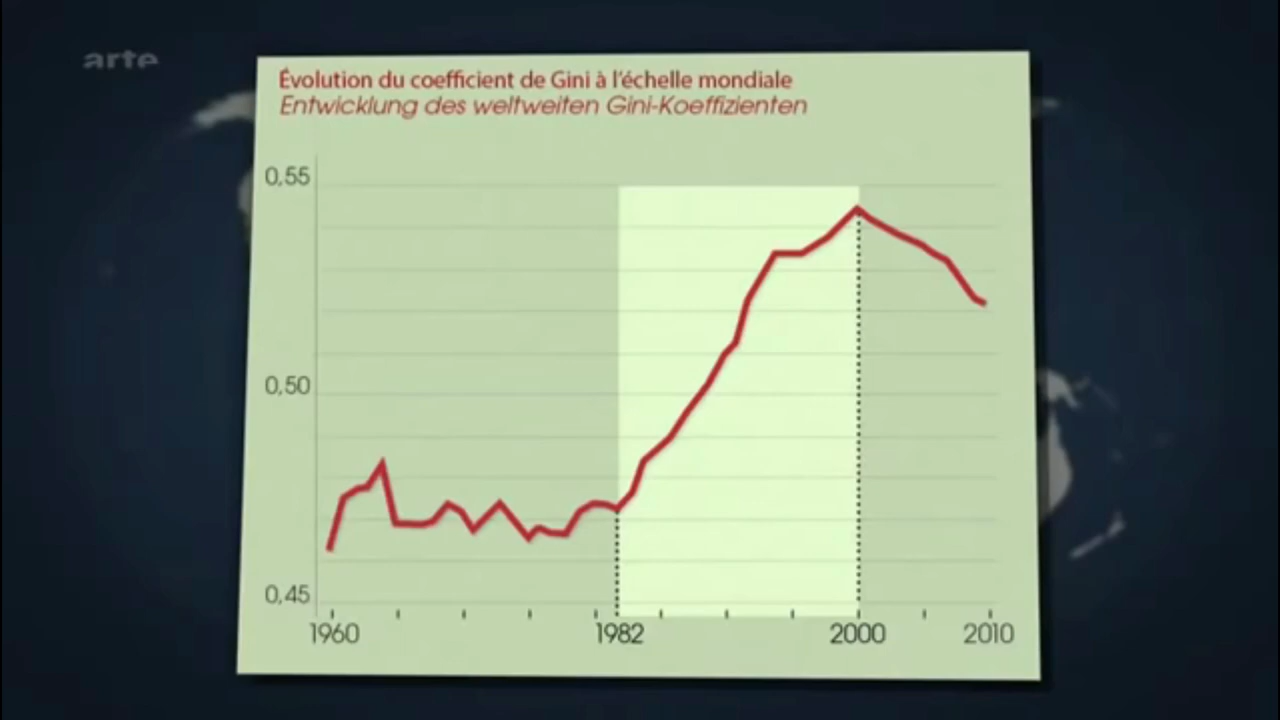 arte
Évolution du coefficient de Gini à l'échelle mondiale
Entwicklung des weltweiten Gini-Koeffizienten
0,55
0,50
0,45
1960 1982 2000 2010